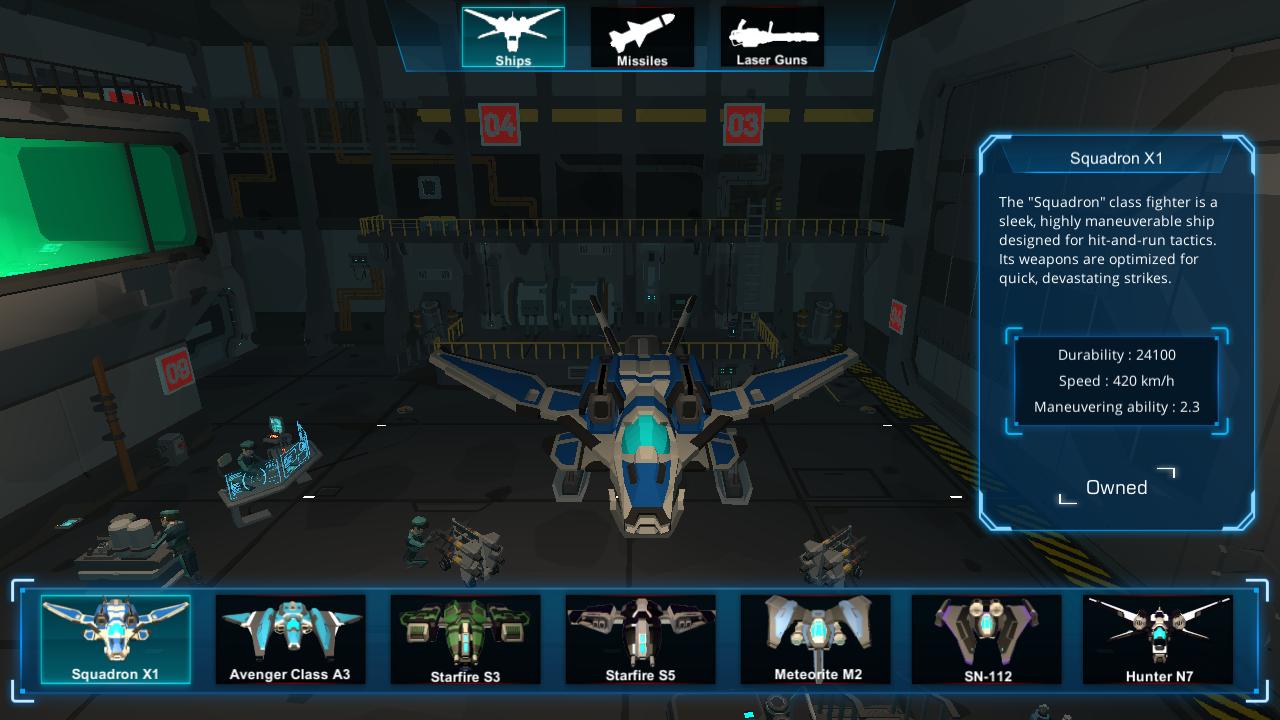 Ships
Missiles
Laser Guns
04
03
Squadron X1
The "Squadron" class fighter is a
sleek, highly maneuverable ship
designed for hit-and-run tactics.
Its weapons are optimized for
quick, devastating strikes.
Durability : 24100
Speed : 420 km/h
Maneuvering ability : 2.3
Owned
09
Squadron X1
Avenger Class A3
Starfire S3
Starfire S5
Meteorite M2
SN-112
Hunter N7